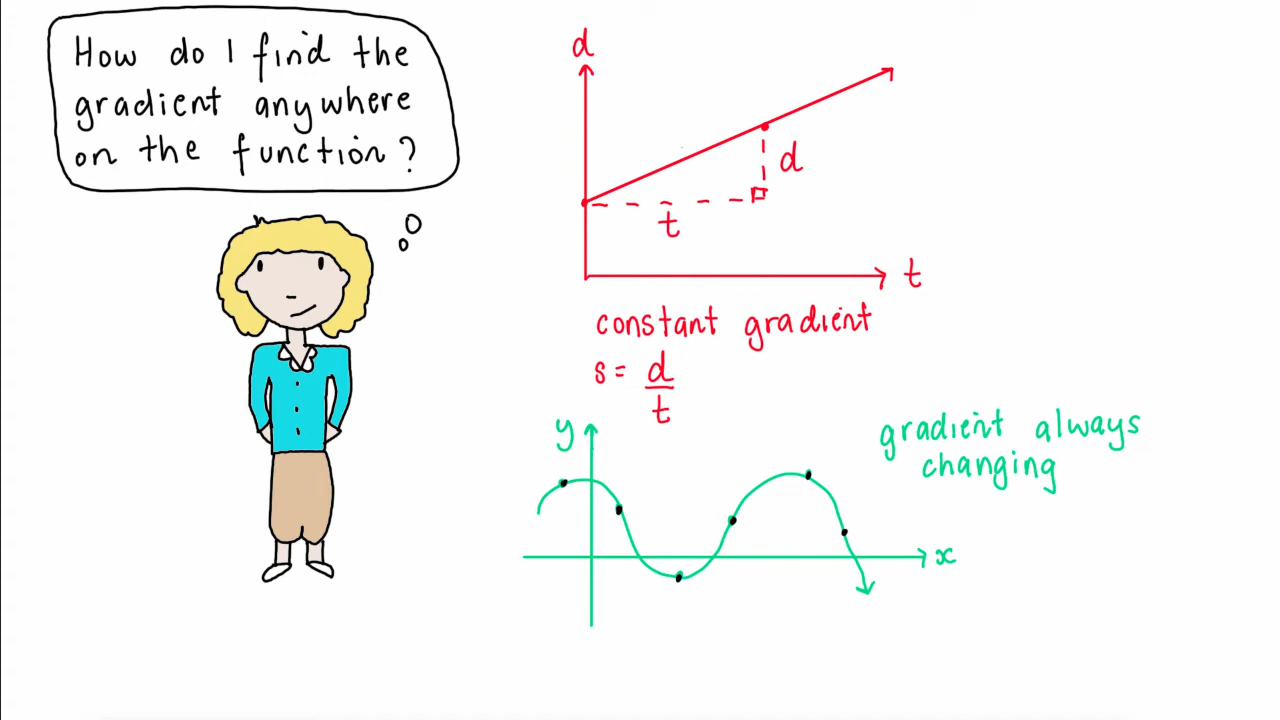 How do I find the
gradient anywhere
on the function?
d
d
t
t
constant gradient
s = d/t
y
gradient always
changing
x